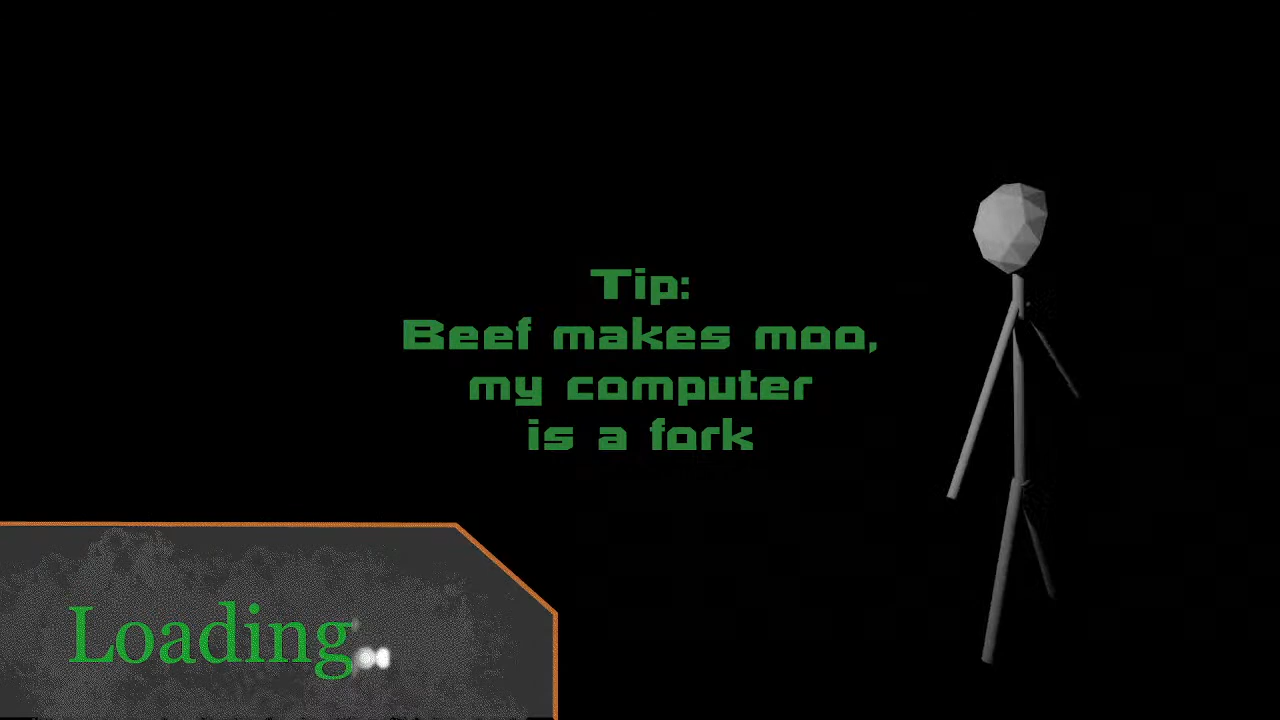 Tip:
Beef makes moo,
my computer
is a fork
Loading